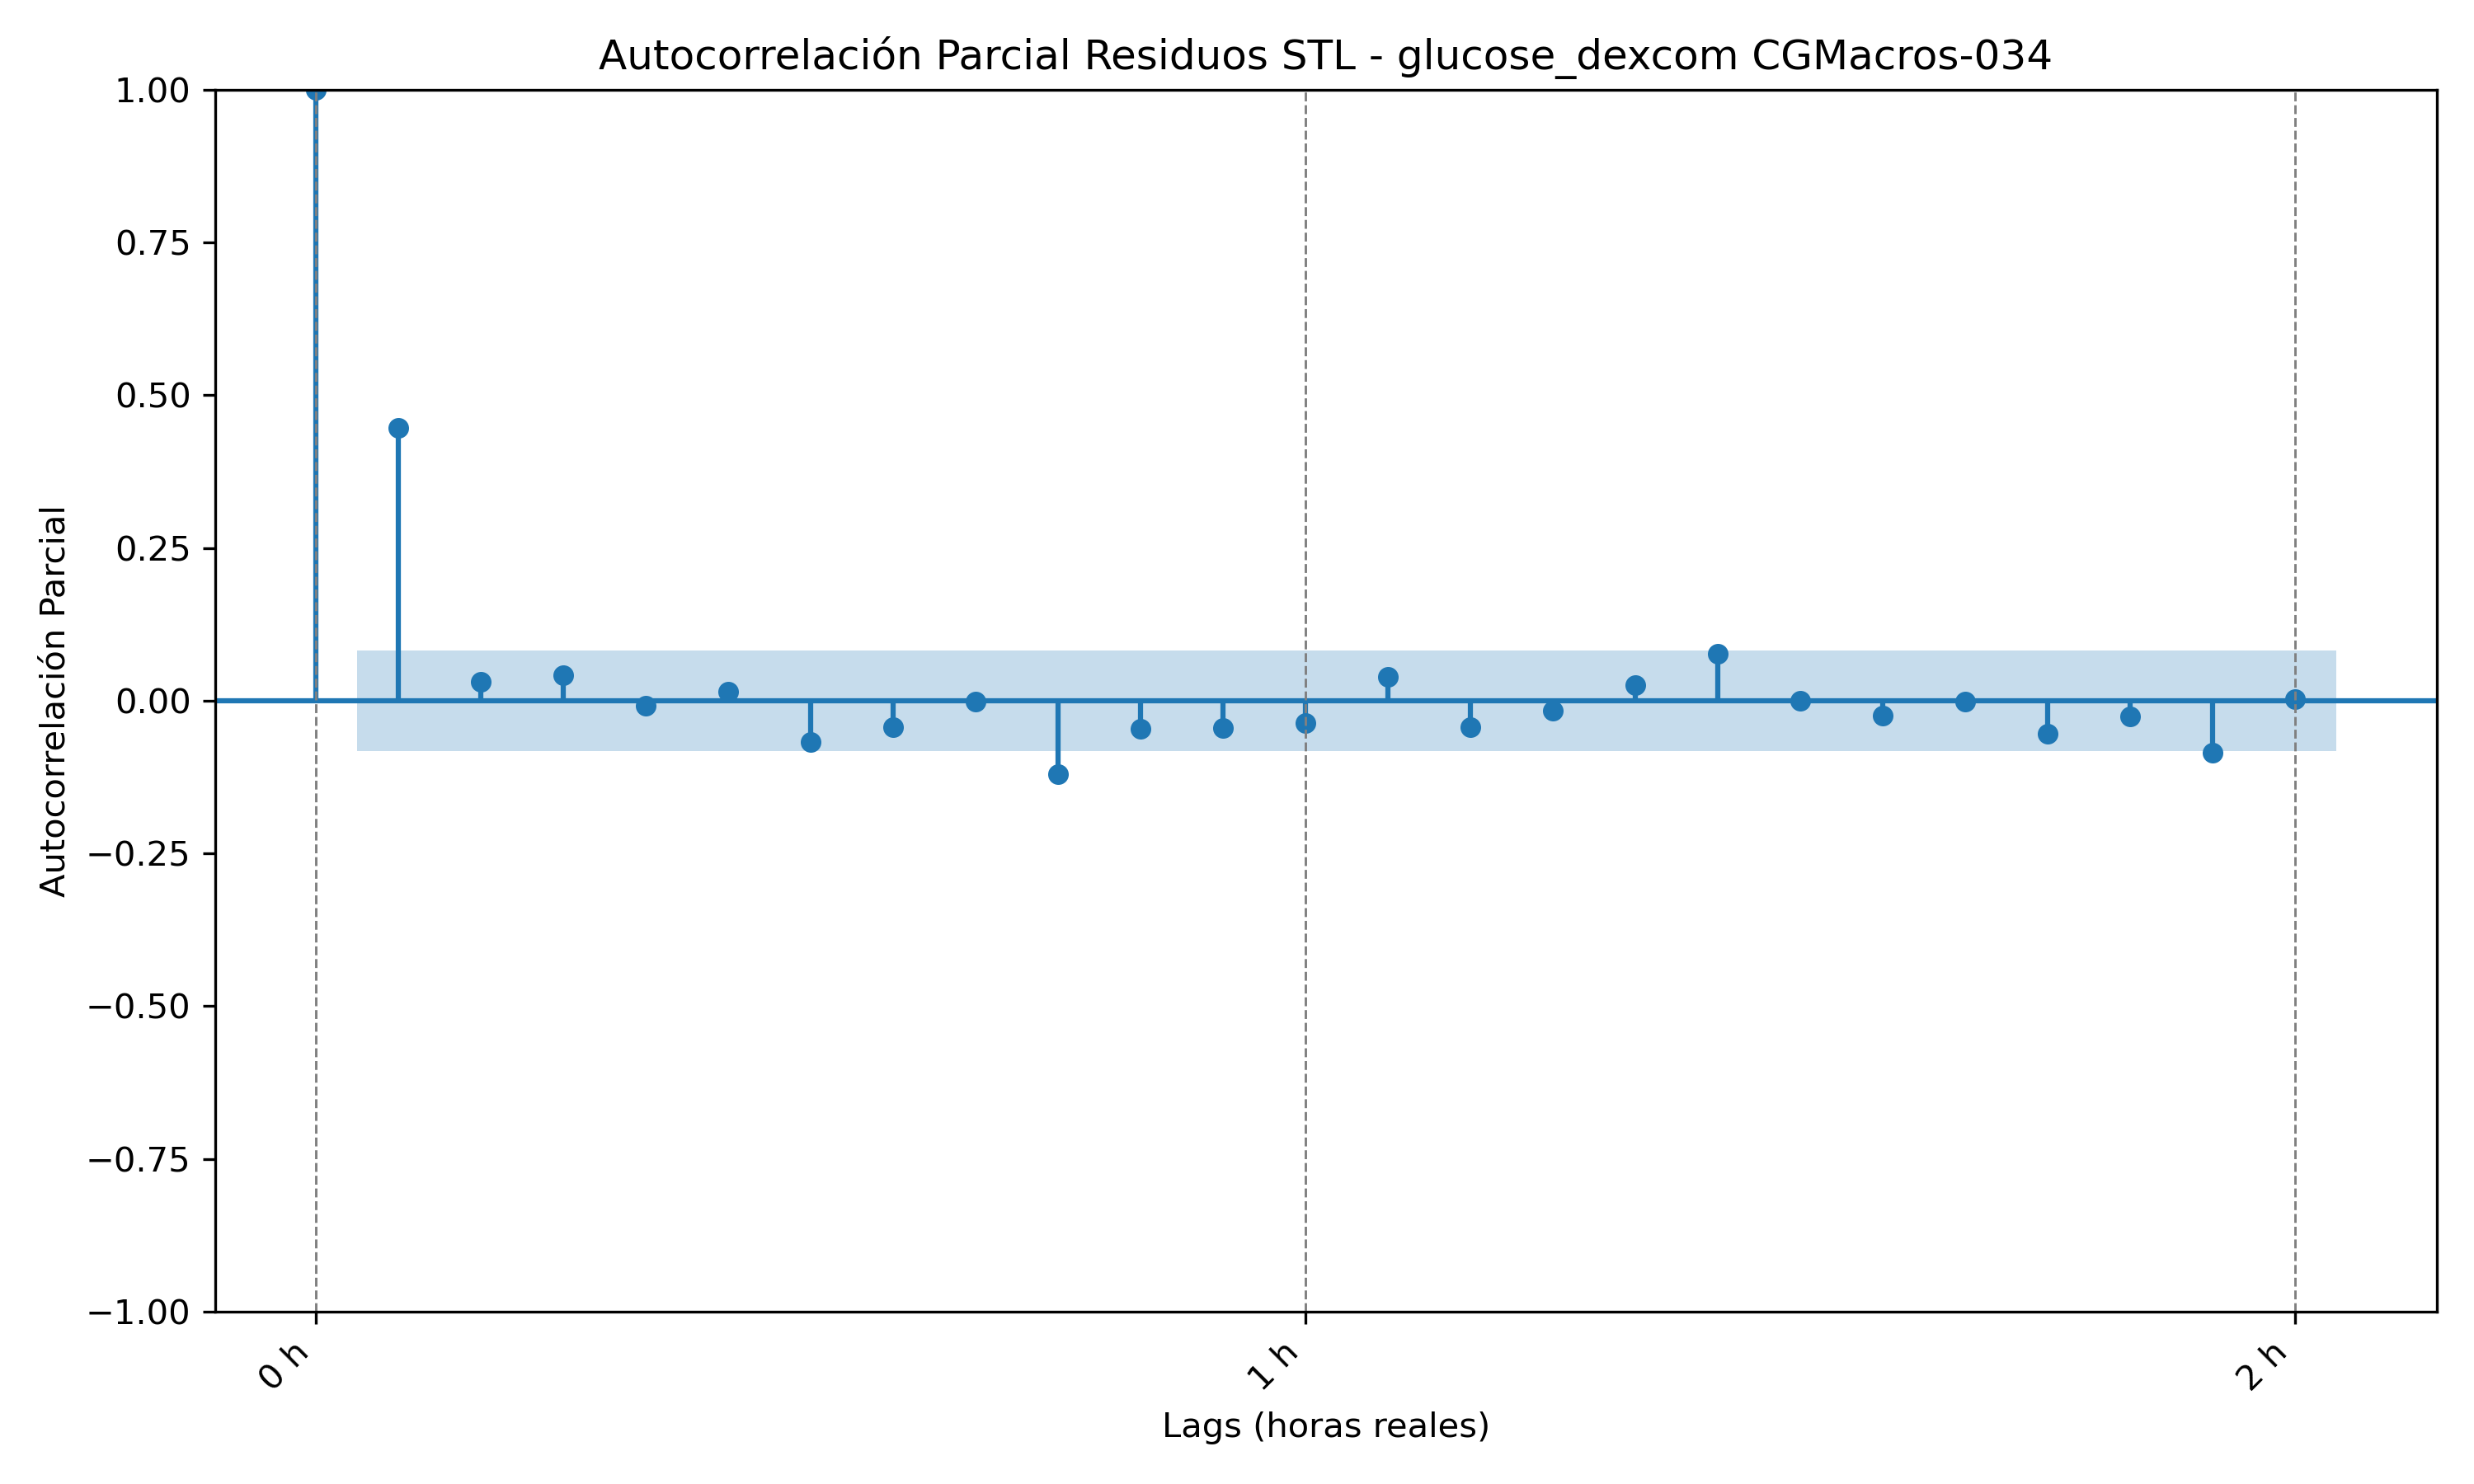 Autocorrelación Parcial Residuos STL - glucose_dexcom CGMacros-034
Autocorrelación Parcial
1.00
0.75
0.50
0.25
0.00
−0.25
−0.50
−0.75
−1.00
0 h
1 h
2 h
Lags (horas reales)